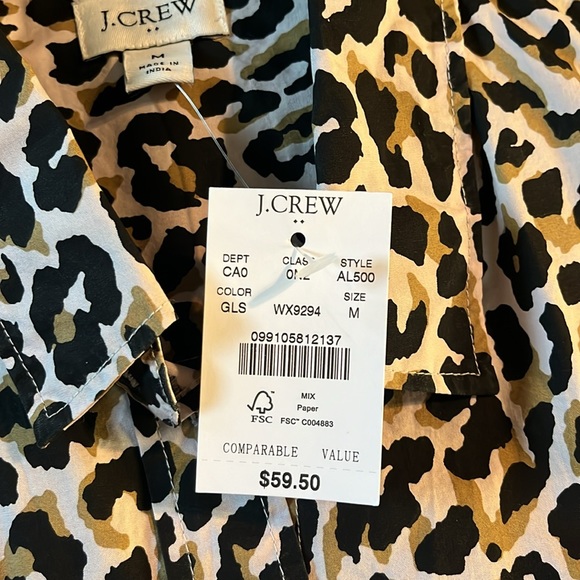 J.CREW
M
MADE IN
INDIA
J.CREW
DEPT CLASS STYLE
CA0 AL500
COLOR SIZE
GLS WX9294 M
099105812137
MIX
Paper
FSC FSC® C004883
COMPARABLE VALUE
$59.50